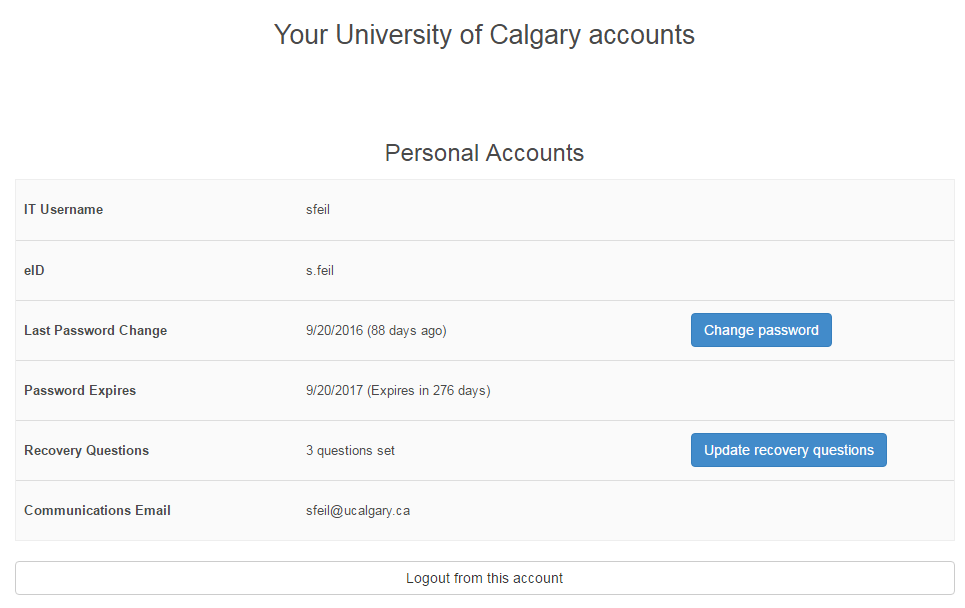 Your University of Calgary accounts
Personal Accounts
IT Username sfeil
eID s.feil
Last Password Change 9/20/2016 (88 days ago) Change password
Password Expires 9/20/2017 (Expires in 276 days)
Recovery Questions 3 questions set Update recovery questions
Communications Email sfeil@ucalgary.ca
Logout from this account